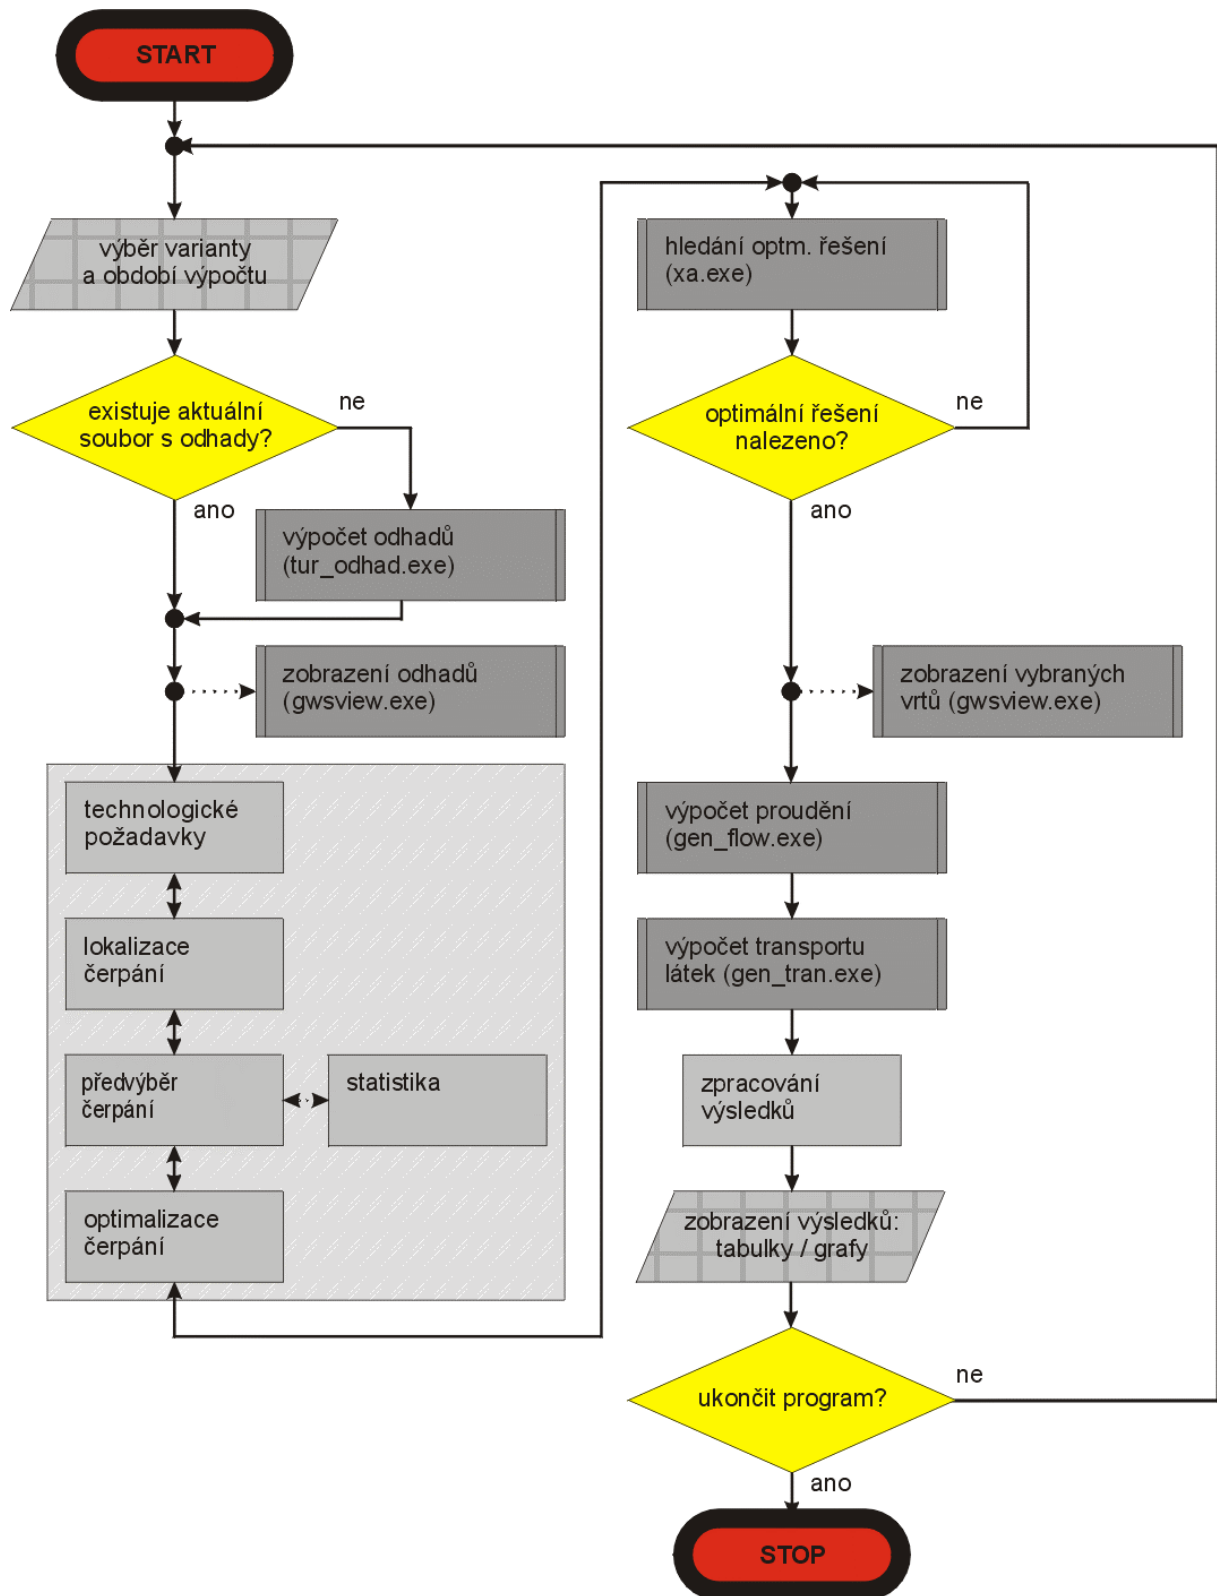 START
výběr varianty
a období výpočtu
existuje aktuální
soubor s odhady?
ne
ano
výpočet odhadů
(tur_odhad.exe)
zobrazení odhadů
(gwsview.exe)
technologické
požadavky
lokalizace
čerpání
předvýběr
čerpání
statistika
optimalizace
čerpání
hledání optm. řešení
(xa.exe)
optimální řešení
nalezeno?
ne
ano
zobrazení vybraných
vrtů (gwsview.exe)
výpočet proudění
(gen_flow.exe)
výpočet transportu
látek (gen_tran.exe)
zpracování
výsledků
zobrazení výsledků:
tabulky / grafy
ukončit program?
ne
ano
STOP